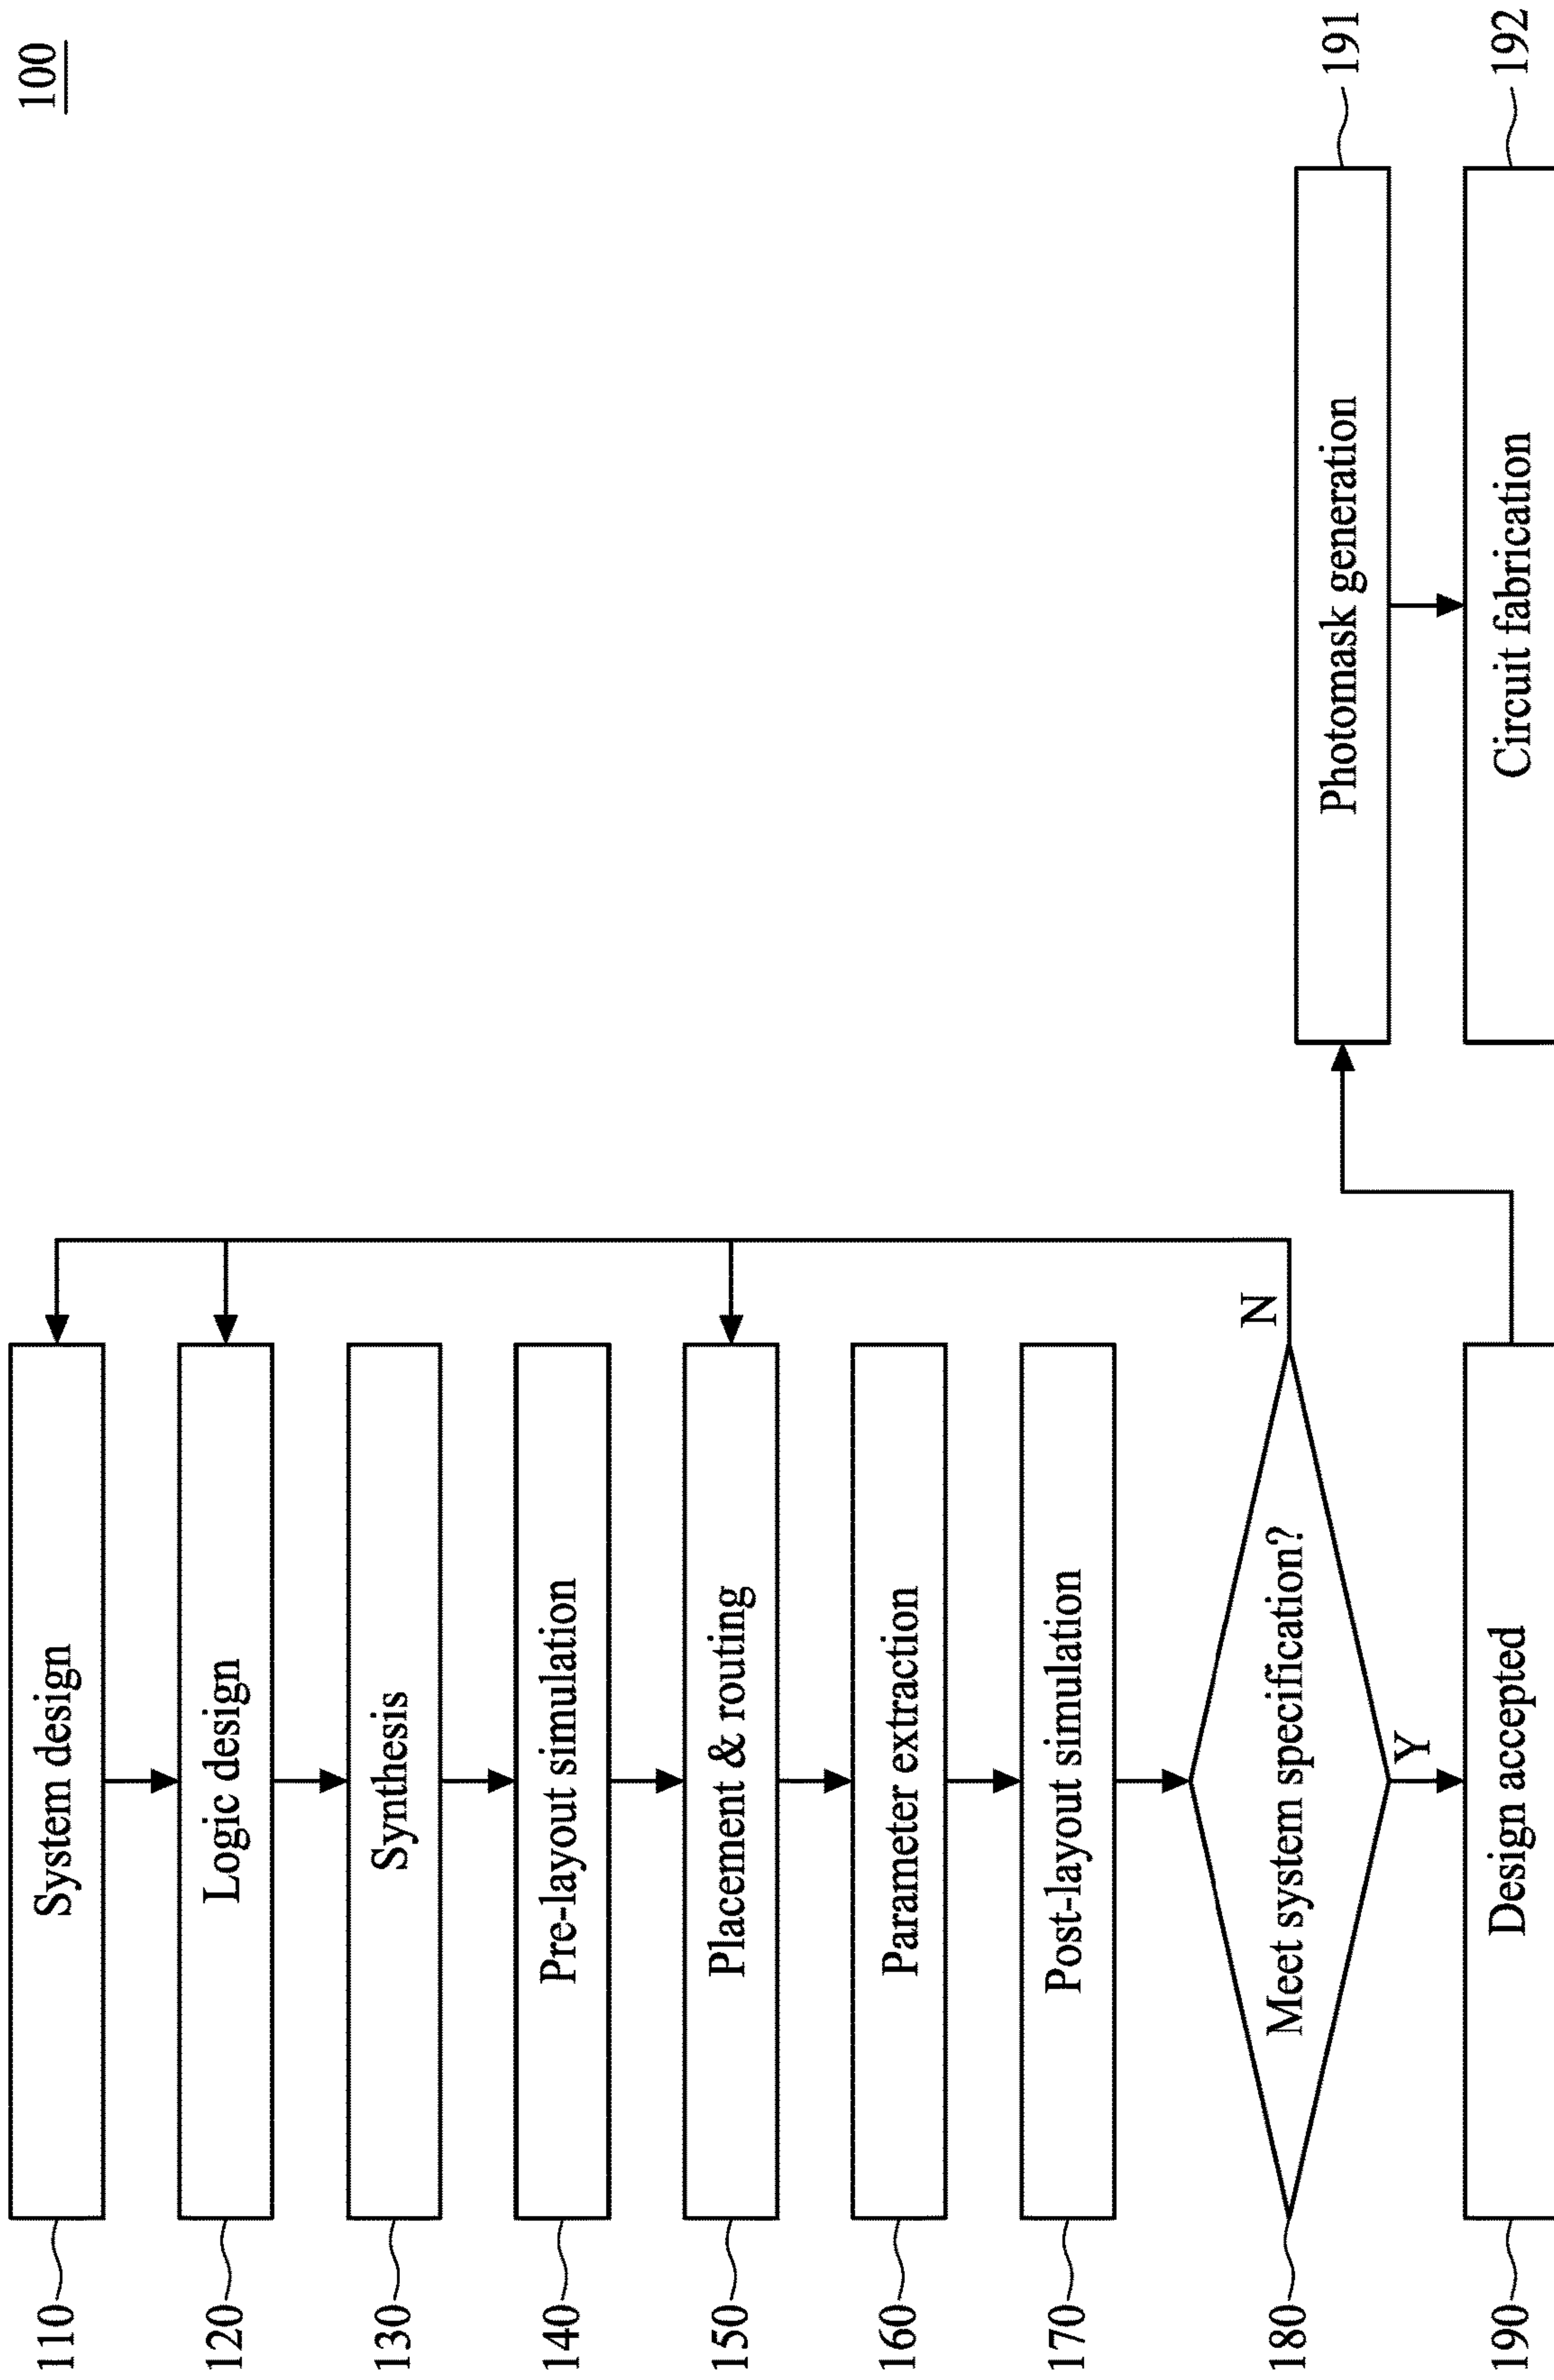 100
110
System design
120
Logic design
130
Synthesis
140
Pre-layout simulation
150
Placement & routing
160
Parameter extraction
170
Post-layout simulation
180
Meet system specification?
N
Y
190
Design accepted
Photomask generation
191
Circuit fabrication
192